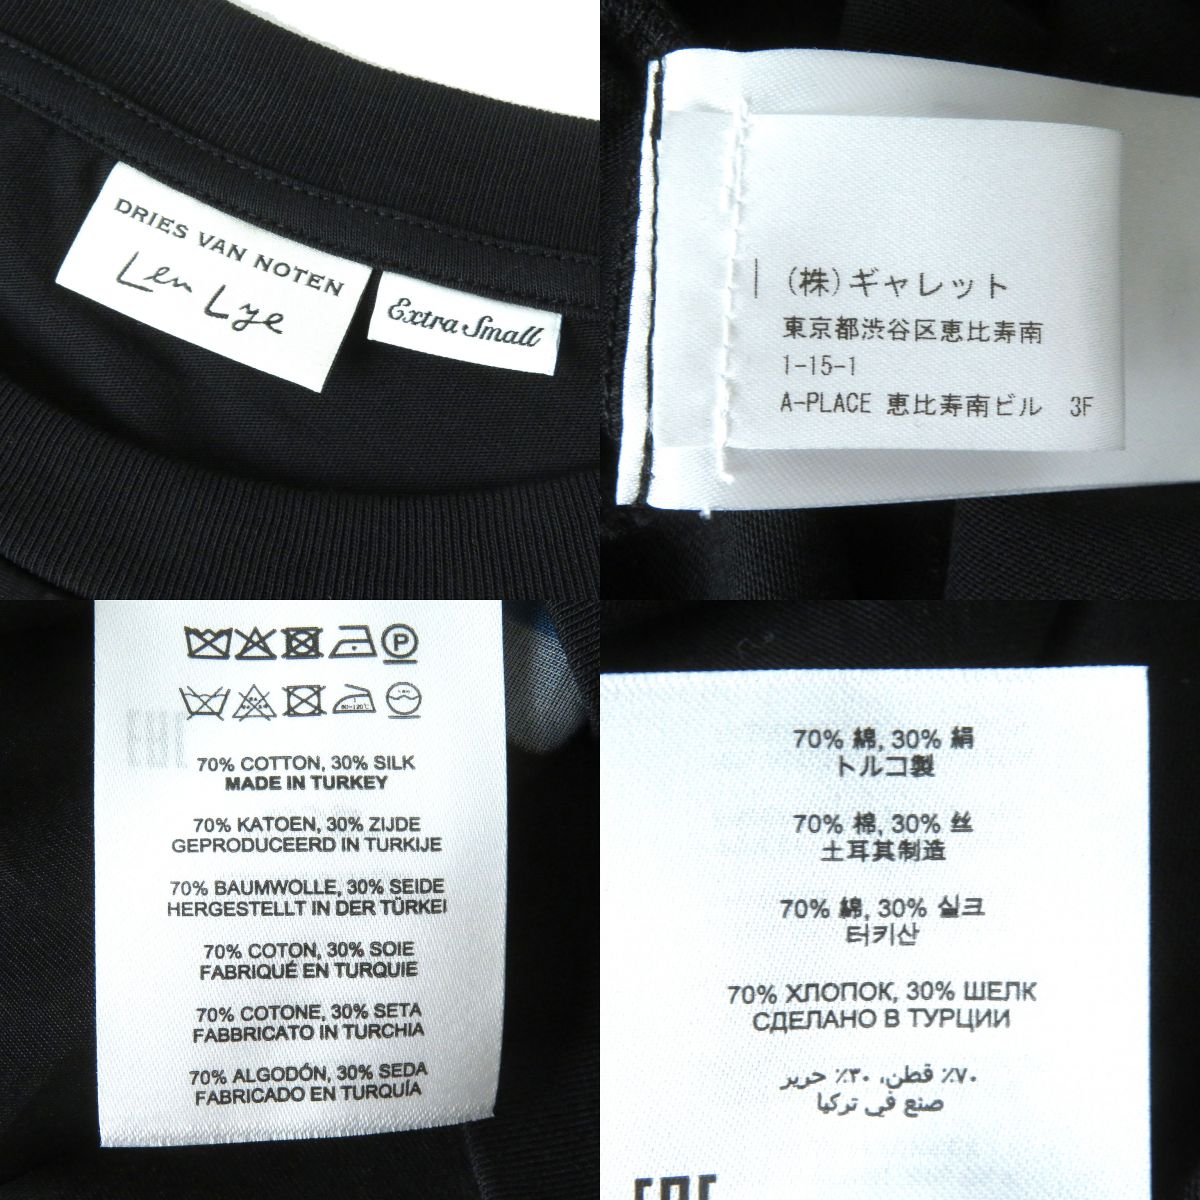 DRIES VAN NOTEN
Len Lye
Extra Small
(株)ギャレット
東京都渋谷区恵比寿南
1-15-1
A-PLACE 恵比寿南ビル 3F
P
70% COTTON, 30% SILK
MADE IN TURKEY
70% KATOEN, 30% ZIJDE
GEPRODUCEERD IN TURKIJE
70% BAUMWOLLE, 30% SEIDE
HERGESTELLT IN DER TÜRKEI
70% COTON, 30% SOIE
FABRIQUÉ EN TURQUIE
70% COTONE, 30% SETA
FABBRICATO IN TURCHIA
70% ALGODÓN, 30% SEDA
FABRICADO EN TURQUÍA
70% 綿, 30% 絹
トルコ製
70% 棉, 30% 丝
土耳其制造
70% 綿, 30% 실크
터키산
70% ХЛОПОК, 30% ШЕЛК
СДЕЛАНО В ТУРЦИИ
٧٠٪ قطن، ٣٠٪ حرير
صنع في تركيا